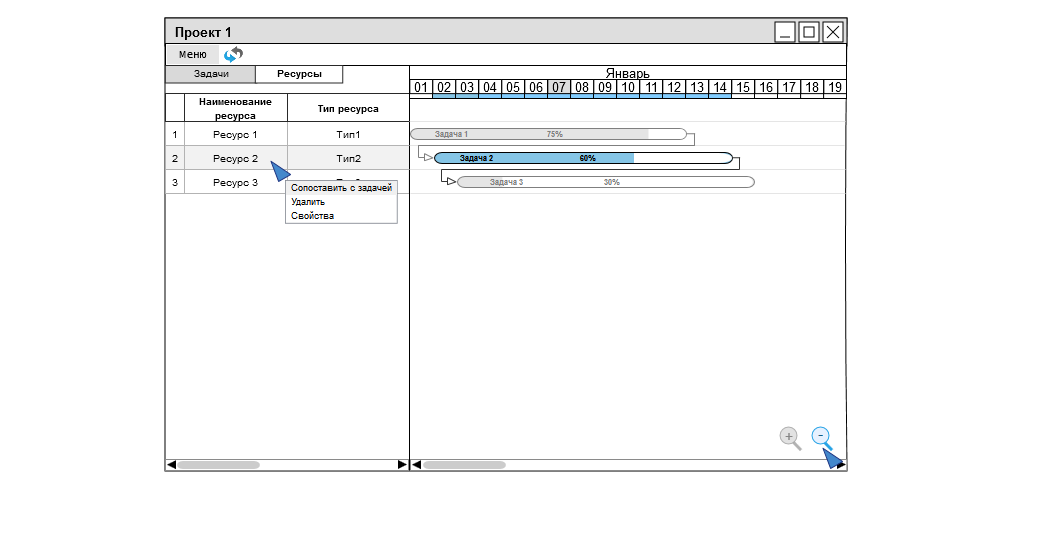 Проект 1
Меню
Задачи
Ресурсы
Январь
01 02 03 04 05 06 07 08 09 10 11 12 13 14 15 16 17 18 19
Наименование
ресурса
Тип ресурса
1 Ресурс 1 Тип1
Задача 1 75%
2 Ресурс 2 Тип2
Задача 2 60%
3 Ресурс 3
Задача 3 30%
Сопоставить с задачей
Удалить
Свойства
+ -